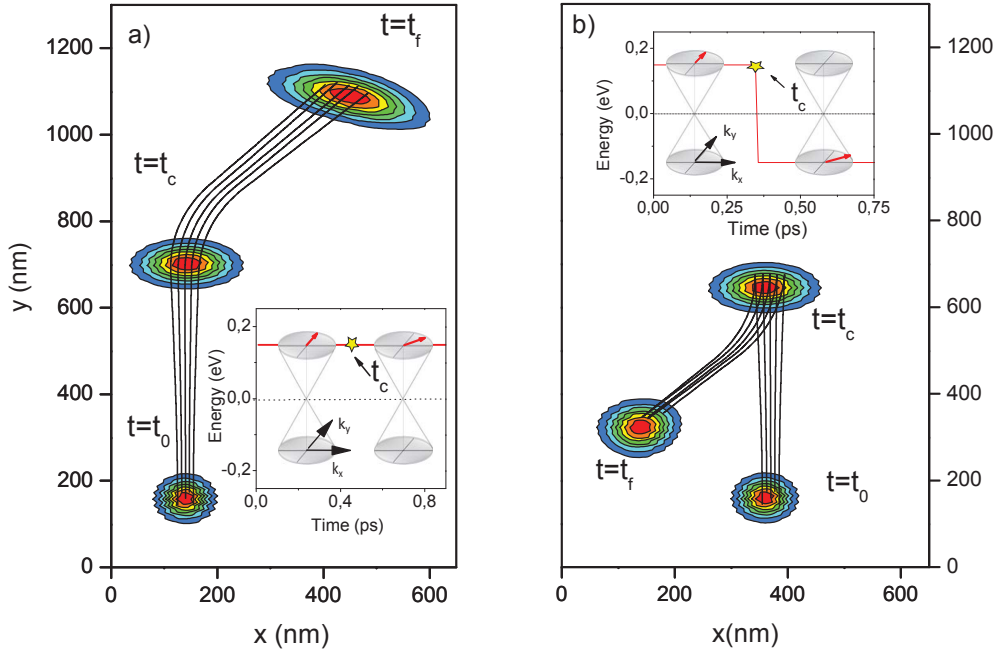 a)
t=t_f
1200
1000
800
600
400
200
0
y (nm)
t=t_c
t=t_0
0,2
0,0
-0,2
Energy (eV)
t_c
k_y
k_x
0,0 0,4 0,8
Time (ps)
0 200 400 600
x (nm)
b)
0,2
0,0
-0,2
Energy (eV)
t_c
k_y
k_x
0,00 0,25 0,50 0,75
Time (ps)
t=t_c
t=t_f
t=t_0
1200
1000
800
600
400
200
0
0 200 400 600
x(nm)